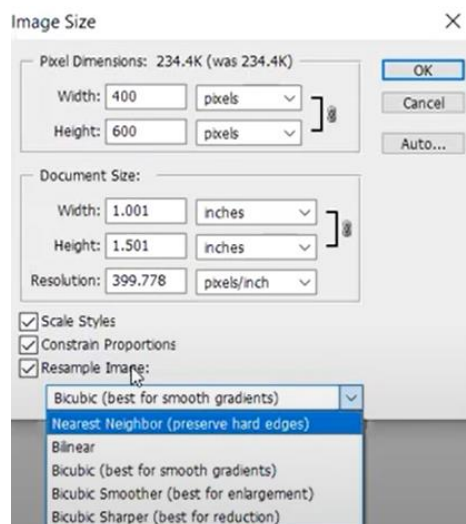 Image Size
Pixel Dimensions: 234.4K (was 234.4K)
OK
Width: 400 pixels
Cancel
Height: 600 pixels
Auto...
Document Size:
Width: 1.001 inches
Height: 1.501 inches
Resolution: 399.778 pixels/inch
Scale Styles
Constrain Proportions
Resample Image:
Bicubic (best for smooth gradients)
Nearest Neighbor (preserve hard edges)
Bilinear
Bicubic (best for smooth gradients)
Bicubic Smoother (best for enlargement)
Bicubic Sharper (best for reduction)